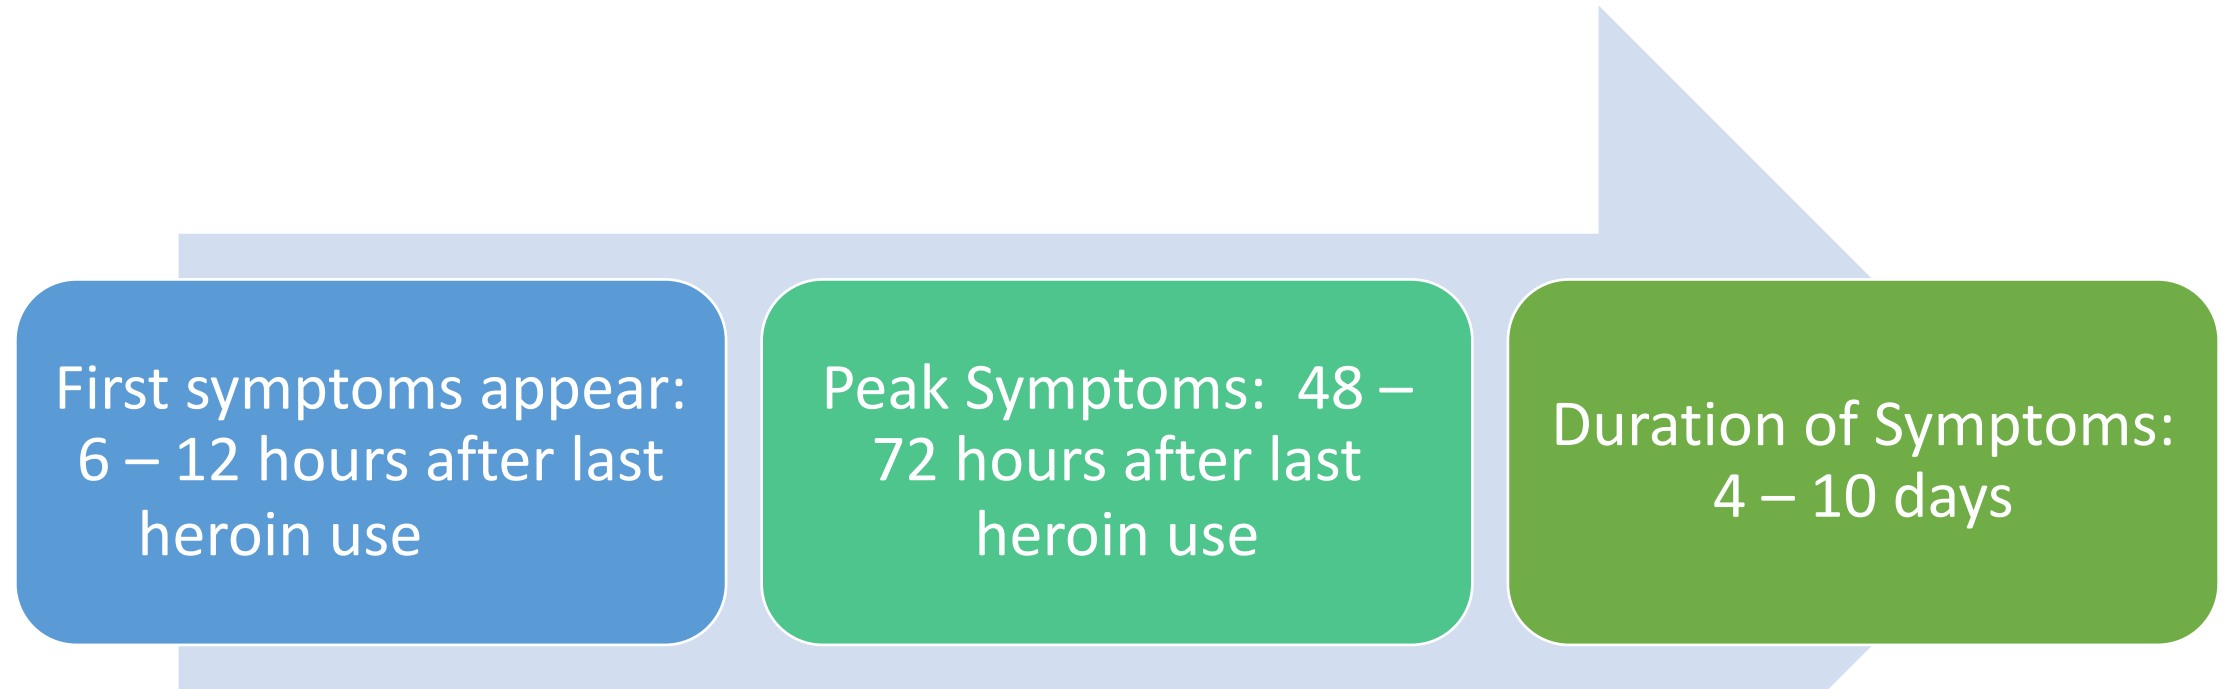 First symptoms appear:
6 – 12 hours after last
heroin use
Peak Symptoms:  48 –
72 hours after last
heroin use
Duration of Symptoms:
4 – 10 days